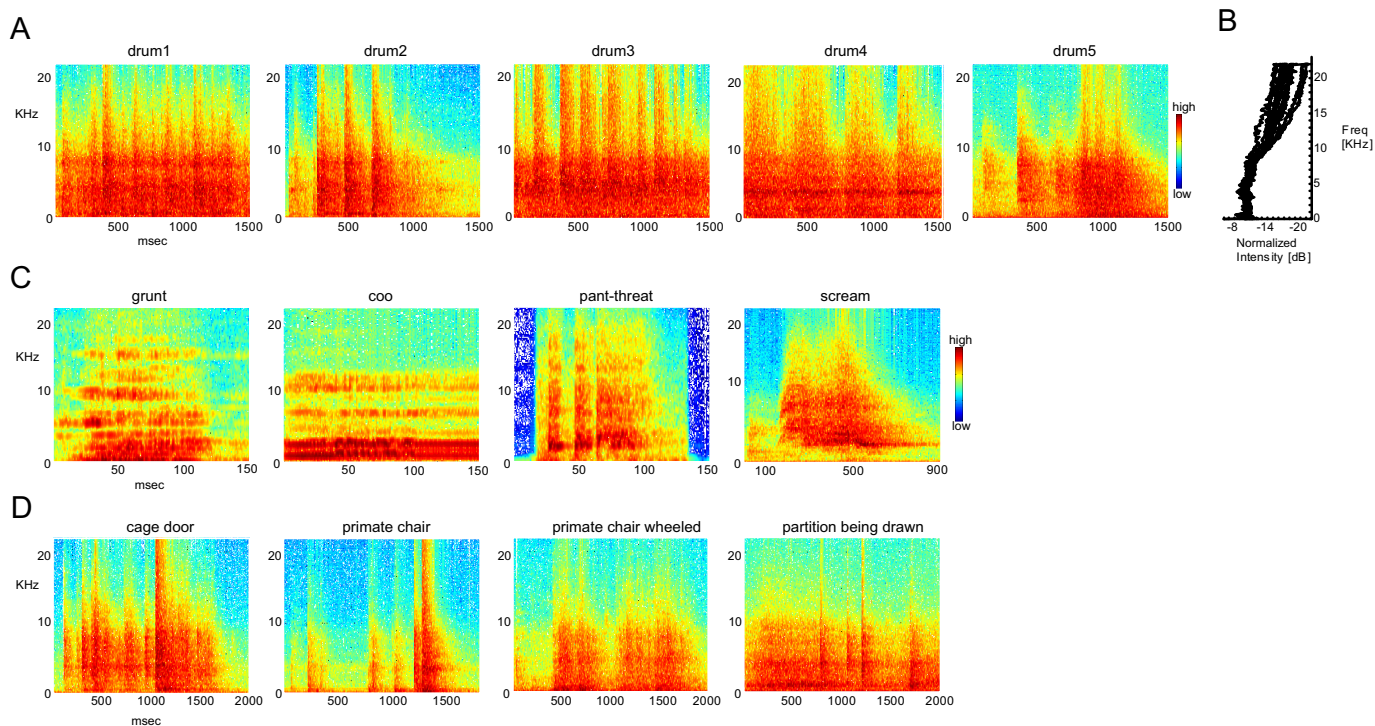 A
B
drum1 drum2 drum3 drum4 drum5
20
KHz
10
0
500 1000 1500
msec
20
10
0
500 1000 1500
20
10
0
500 1000 1500
20
10
0
500 1000 1500
20
10
0
500 1000 1500
high
low
20
15
Freq
[KHz]
10
5
0
-8 -14 -20
Normalized
Intensity [dB]
C
grunt coo pant-threat scream
20
KHz
10
0
50 100 150
msec
20
10
0
50 100 150
20
10
0
50 100 150
20
10
0
100 500 900
high
low
D
cage door primate chair primate chair wheeled partition being drawn
20
KHz
10
0
500 1000 1500 2000
msec
20
10
0
500 1000 1500
20
10
0
500 1000 1500 2000
20
10
0
500 1000 1500 2000